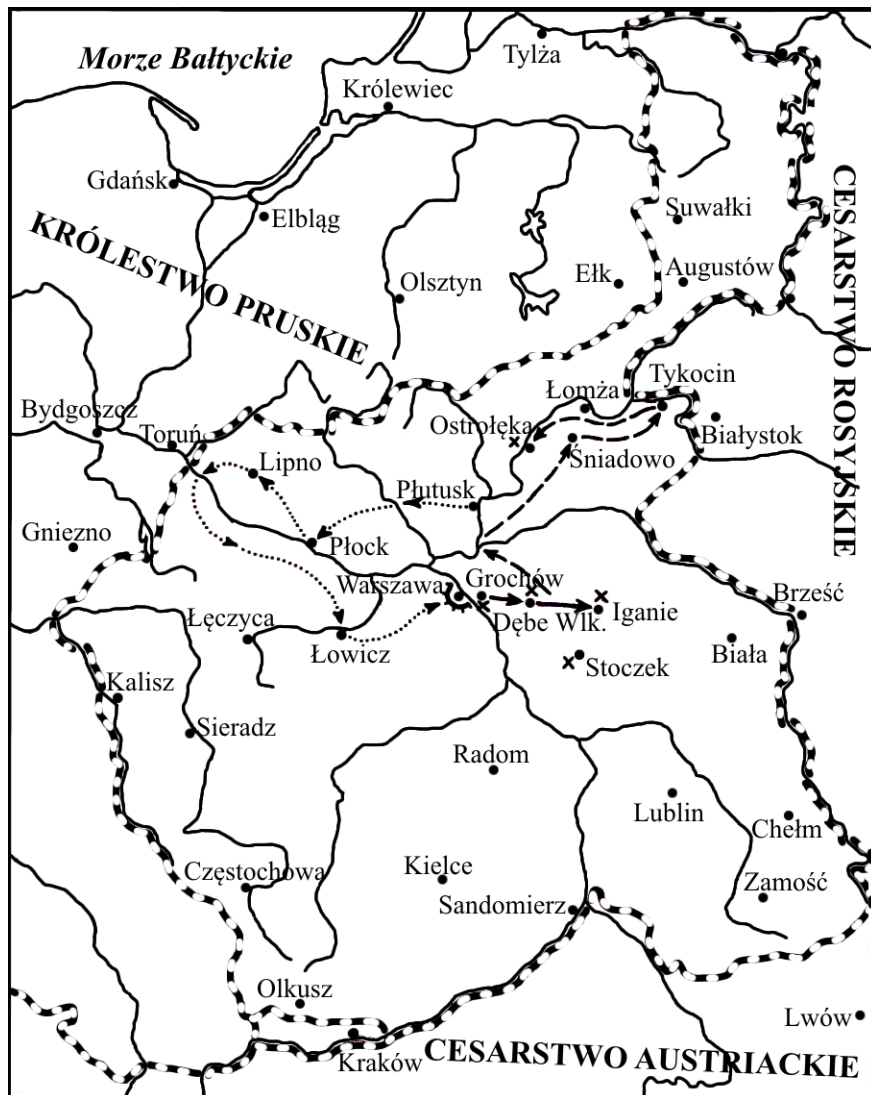 Morze Bałtyckie
Tylża
Królewiec
Gdańsk
Elbląg
Suwałki
KRÓLESTWO PRUSKIE
Olsztyn
Ełk
Augustów
CESARSTWO ROSYJSKIE
Bydgoszcz
Toruń
Ostrołęka
Łomża
Tykocin
Białystok
Lipno
Śniadowo
Płutusk
Gniezno
Płock
Warszawa
Grochów
Dębe Wlk.
Iganie
Brześć
Łęczyca
Łowicz
Stoczek
Biała
Kalisz
Sieradz
Radom
Lublin
Chełm
Częstochowa
Kielce
Zamość
Sandomierz
Olkusz
Lwów
Kraków
CESARSTWO AUSTRIACKIE